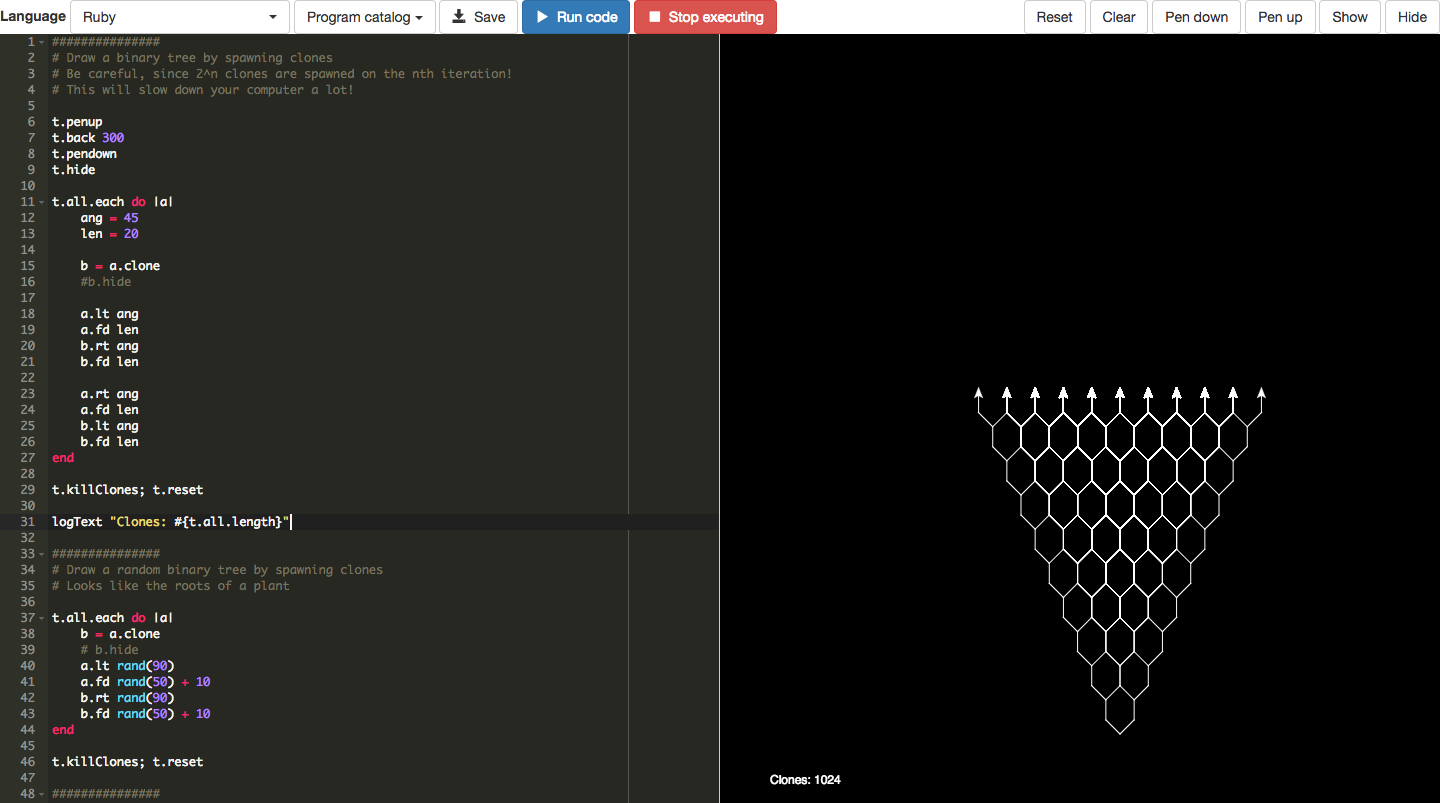 Language Ruby Program catalog Save Run code Stop executing Reset Clear Pen down Pen up Show Hide
1 ###############
2 # Draw a binary tree by spawning clones
3 # Be careful, since 2^n clones are spawned on the nth iteration!
4 # This will slow down your computer a lot!
5
6 t.penup
7 t.back 300
8 t.pendown
9 t.hide
10
11 t.all.each do |a|
12     ang = 45
13     len = 20
14
15     b = a.clone
16     #b.hide
17
18     a.lt ang
19     a.fd len
20     b.rt ang
21     b.fd len
22
23     a.rt ang
24     a.fd len
25     b.lt ang
26     b.fd len
27 end
28
29 t.killClones; t.reset
30
31 logText "Clones: #{t.all.length}"
32
33 ###############
34 # Draw a random binary tree by spawning clones
35 # Looks like the roots of a plant
36
37 t.all.each do |a|
38     b = a.clone
39     # b.hide
40     a.lt rand(90)
41     a.fd rand(50) + 10
42     b.rt rand(90)
43     b.fd rand(50) + 10
44 end
45
46 t.killClones; t.reset
47
48 ###############
Clones: 1024